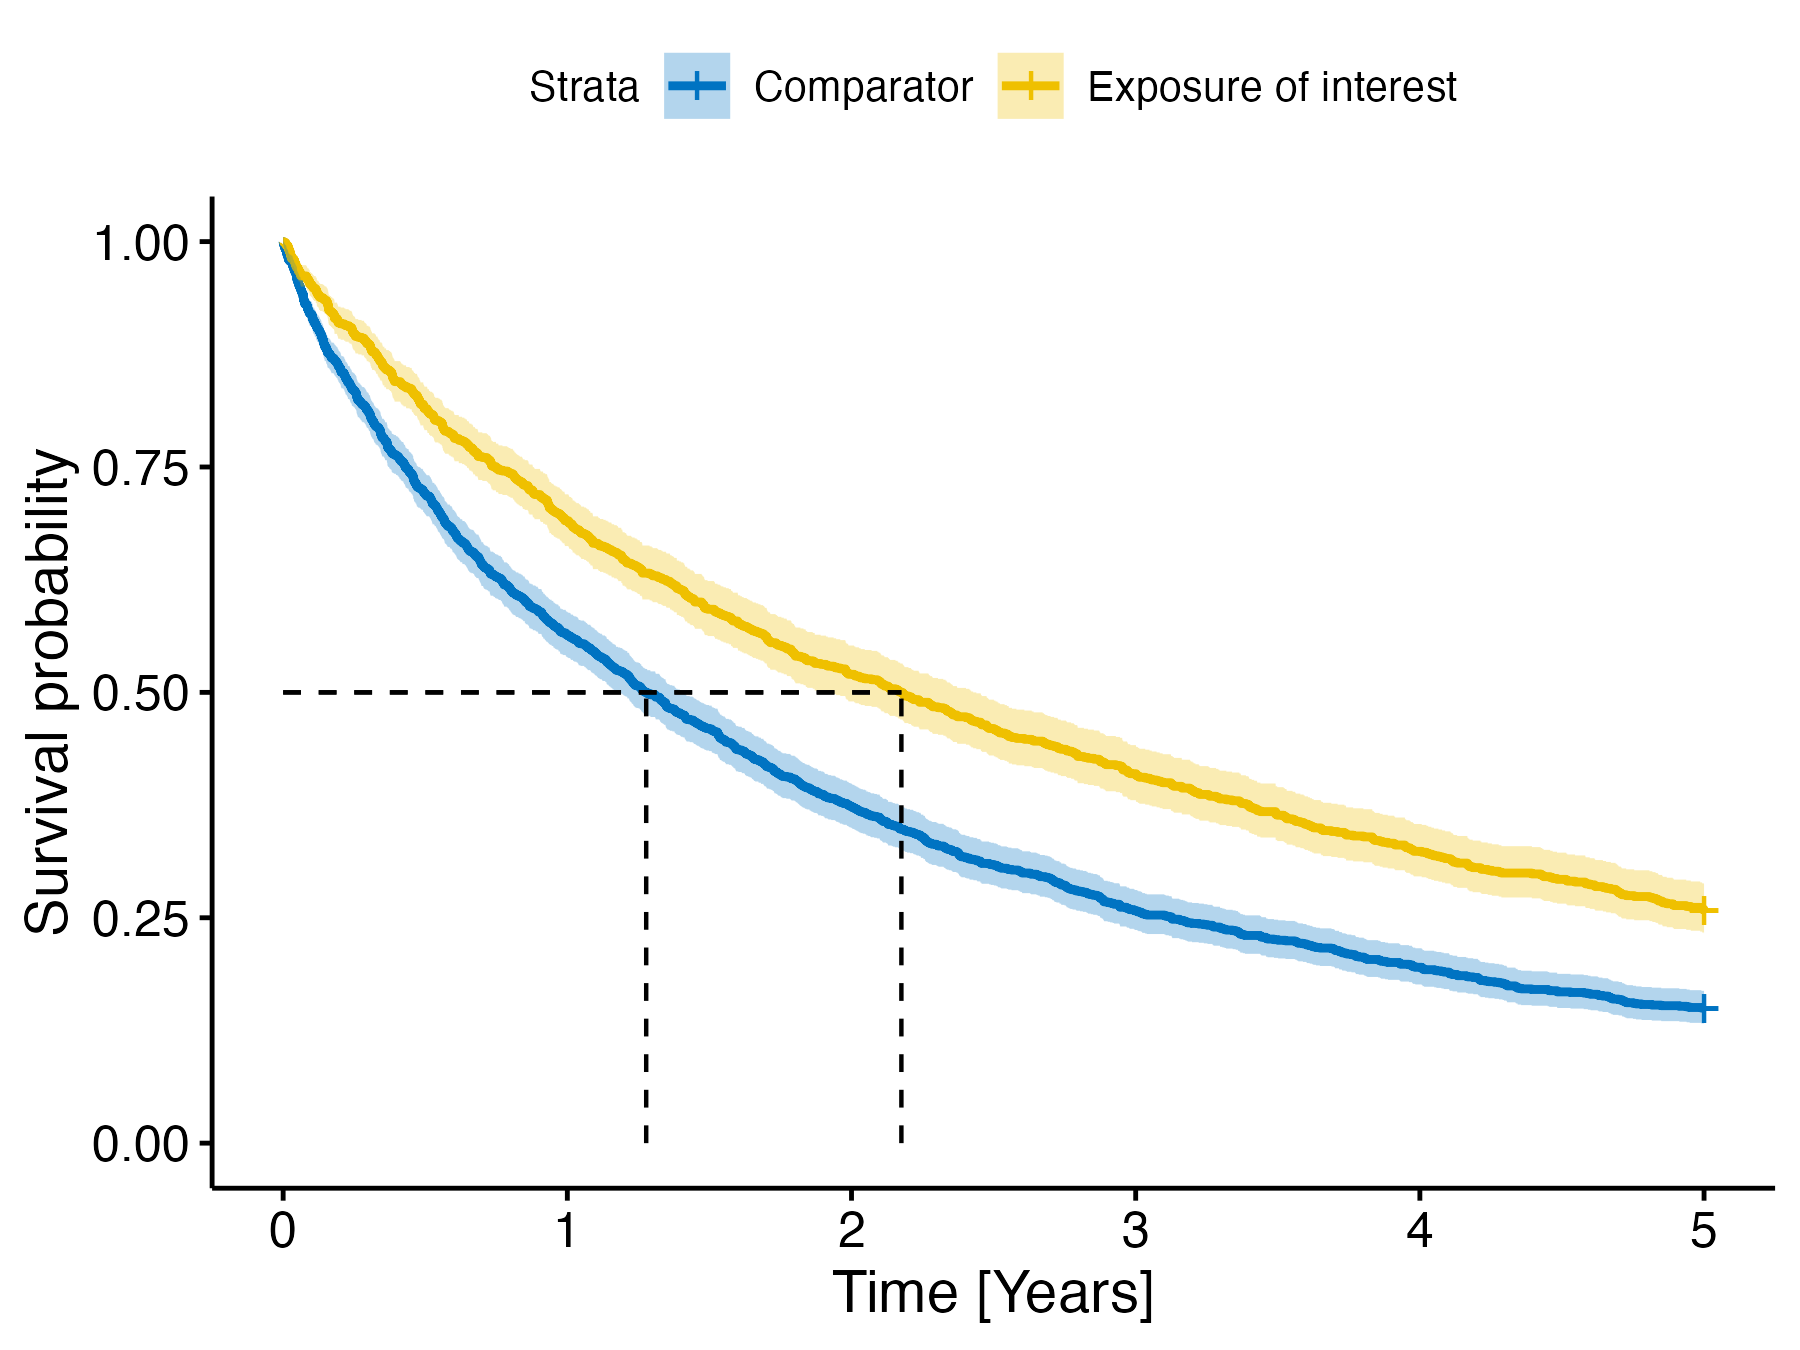 Strata Comparator Exposure of interest
Survival probability
1.00
0.75
0.50
0.25
0.00
0 1 2 3 4 5
Time [Years]